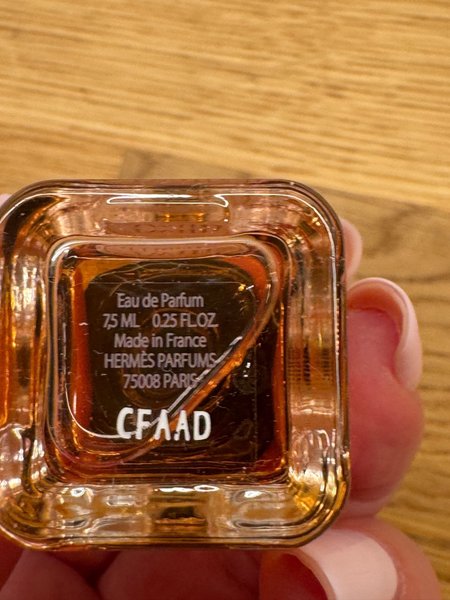 Eau de Parfum
7,5 ML 0.25 FL.OZ.
Made in France
HERMÈS PARFUMS
75008 PARIS
CFAAD